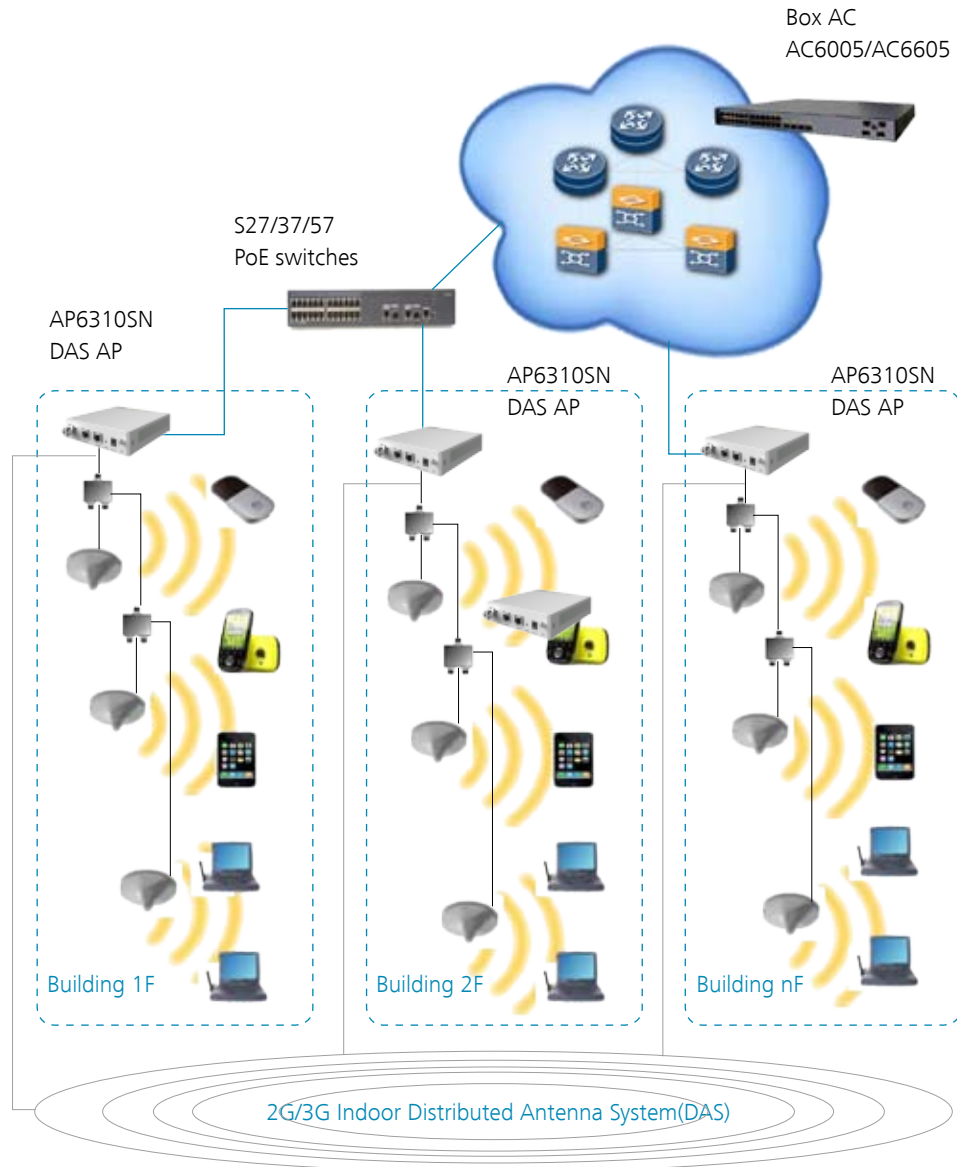 Box AC
AC6005/AC6605
S27/37/57
PoE switches
AP6310SN
DAS AP
AP6310SN
DAS AP
AP6310SN
DAS AP
Building 1F
Building 2F
Building nF
2G/3G Indoor Distributed Antenna System(DAS)